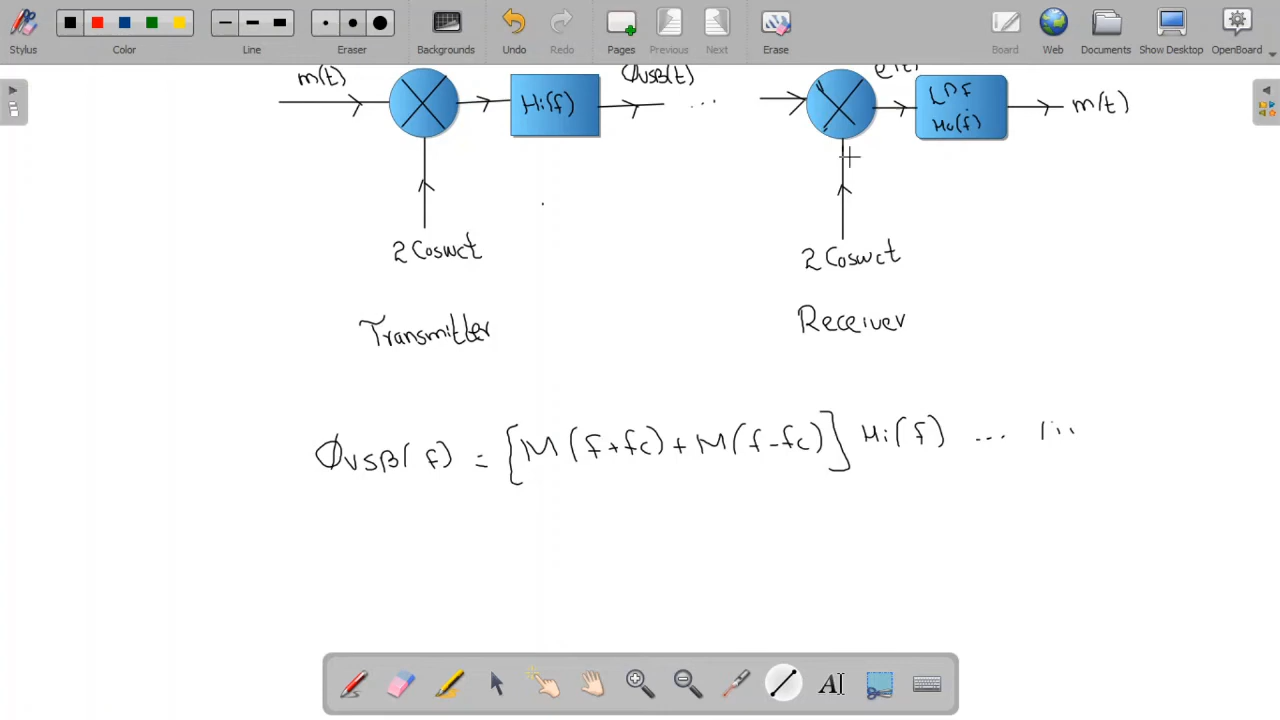 Stylus Color Line Eraser Backgrounds Undo Redo Pages Previous Next Erase Board Web Documents Show Desktop OpenBoard
m(t) ΦVSB(t) ... e(t)
Hi(f) LPF
Ho(f) m(t)
2 Cosωct 2 Cosωct
Transmitter Receiver
ΦVSB(f) = [M(f+fc) + M(f-fc)] Hi(f) ...